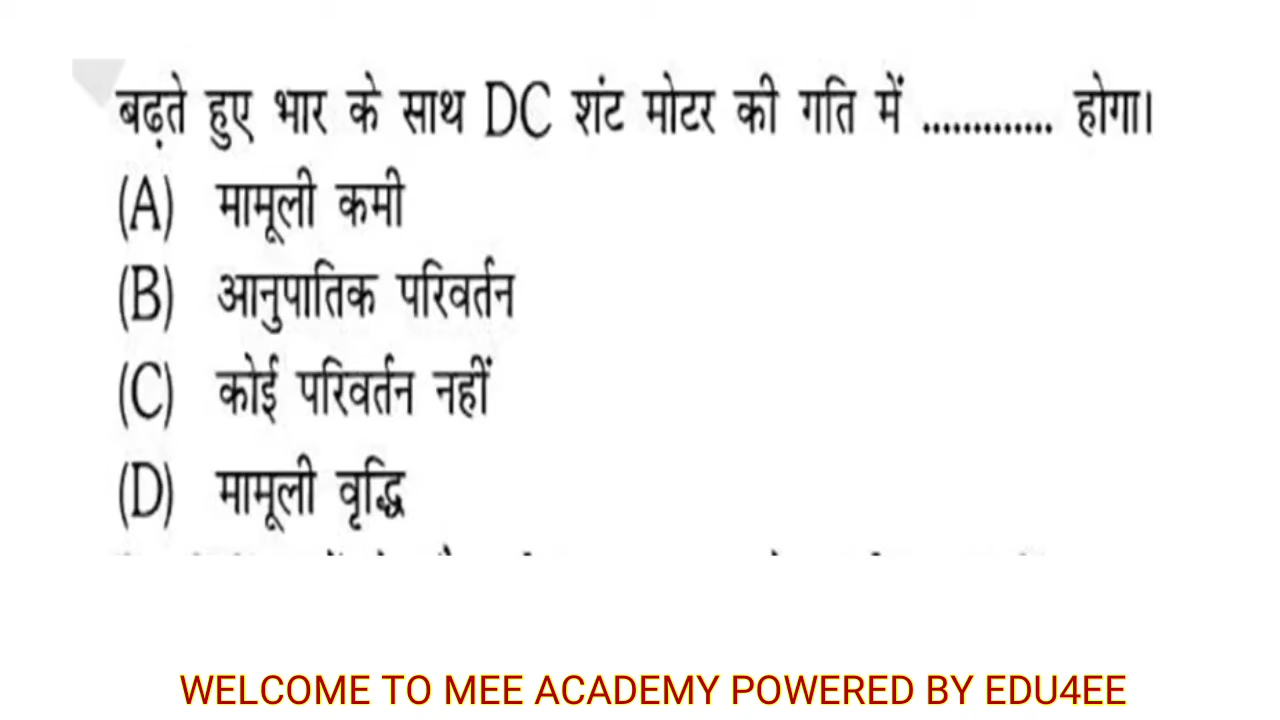 बढ़ते हुए भार के साथ DC शंट मोटर की गति में ............. होगा।
(A) मामूली कमी
(B) आनुपातिक परिवर्तन
(C) कोई परिवर्तन नहीं
(D) मामूली वृद्धि
WELCOME TO MEE ACADEMY POWERED BY EDU4EE